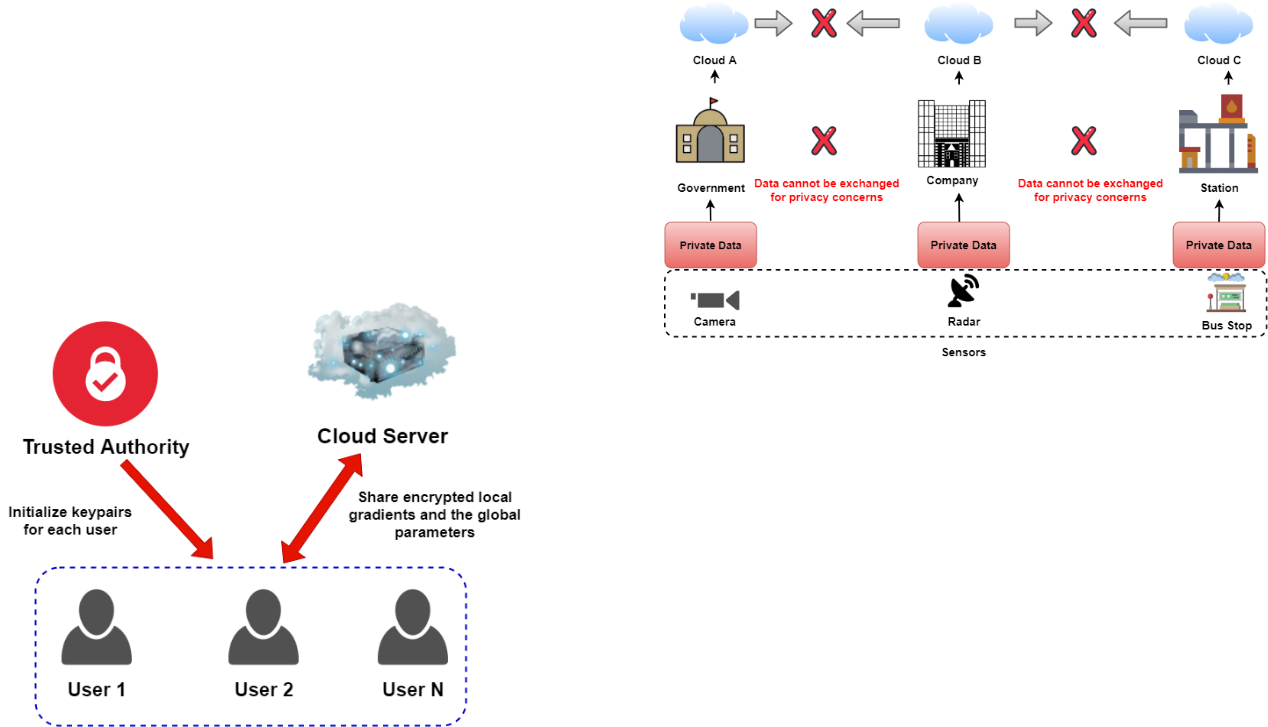 Cloud A
Cloud B
Cloud C
Government
Company
Station
Data cannot be exchanged
for privacy concerns
Data cannot be exchanged
for privacy concerns
Private Data
Private Data
Private Data
Camera
Radar
Bus Stop
Sensors
Trusted Authority
Cloud Server
Initialize keypairs
for each user
Share encrypted local
gradients and the global
parameters
User 1
User 2
User N